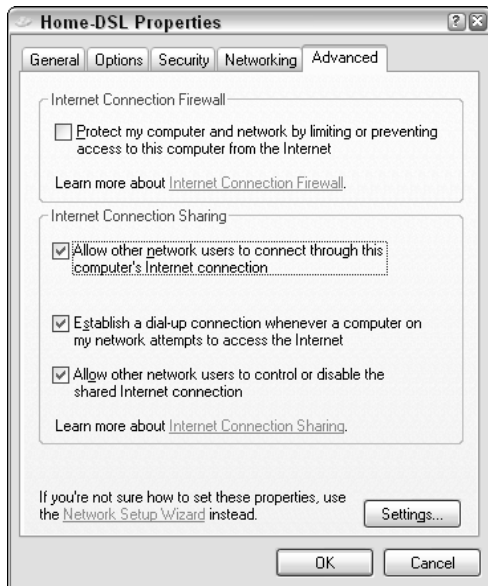 Home-DSL Properties
General Options Security Networking Advanced
Internet Connection Firewall
Protect my computer and network by limiting or preventing
access to this computer from the Internet
Learn more about Internet Connection Firewall.
Internet Connection Sharing
Allow other network users to connect through this
computer's Internet connection
Establish a dial-up connection whenever a computer on
my network attempts to access the Internet
Allow other network users to control or disable the
shared Internet connection
Learn more about Internet Connection Sharing.
If you're not sure how to set these properties, use
the Network Setup Wizard instead.
Settings...
OK Cancel